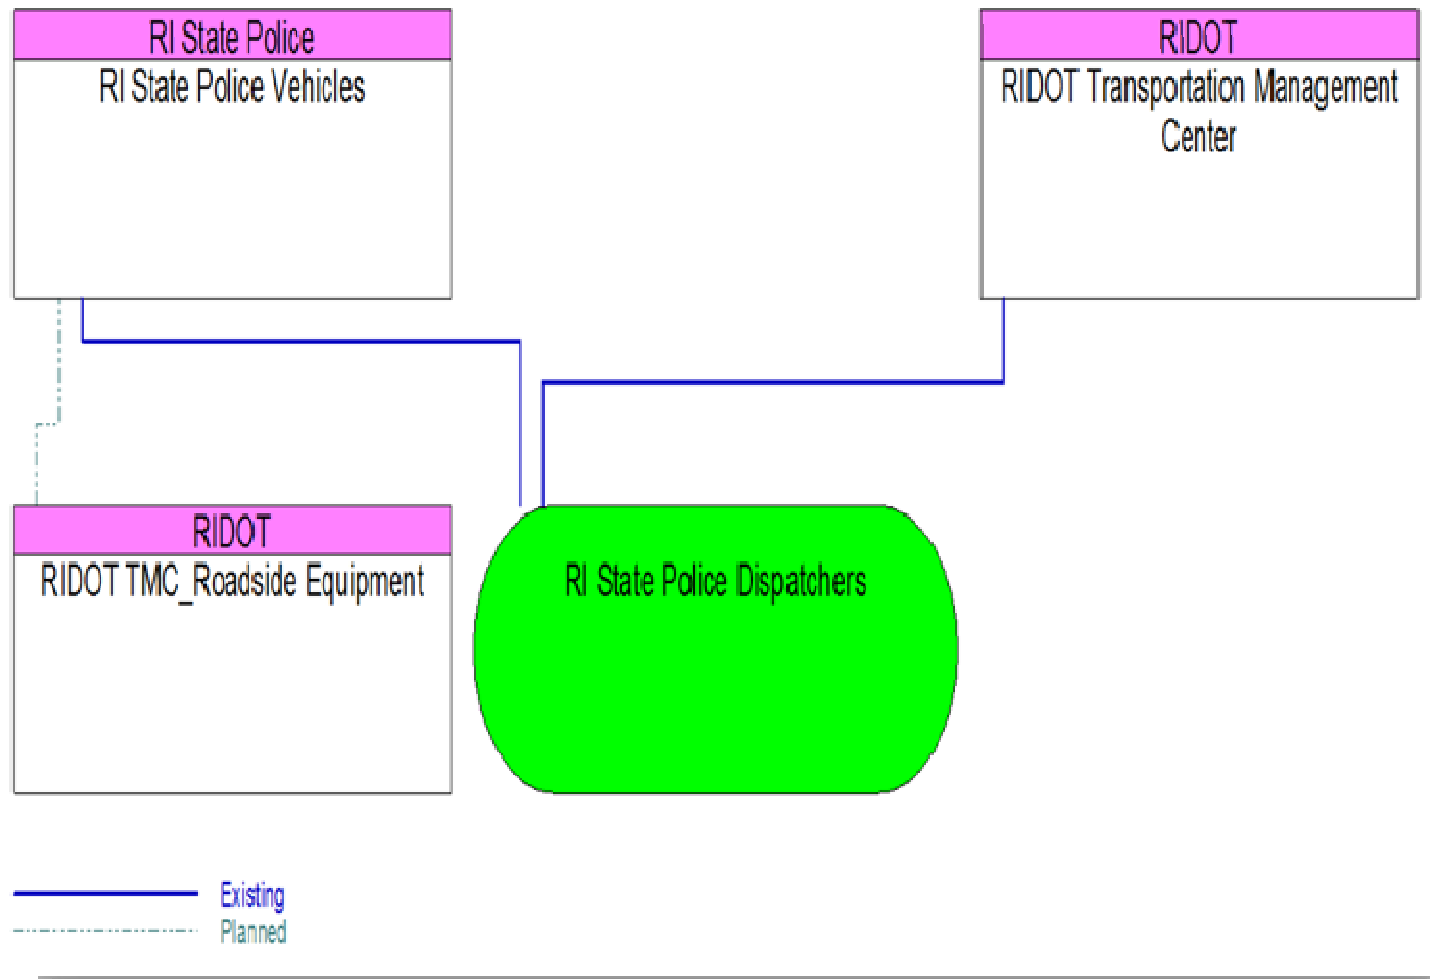 RI State Police
RI State Police Vehicles
RIDOT
RIDOT Transportation Management
Center
RIDOT
RIDOT TMC_Roadside Equipment
RI State Police Dispatchers
Existing
Planned